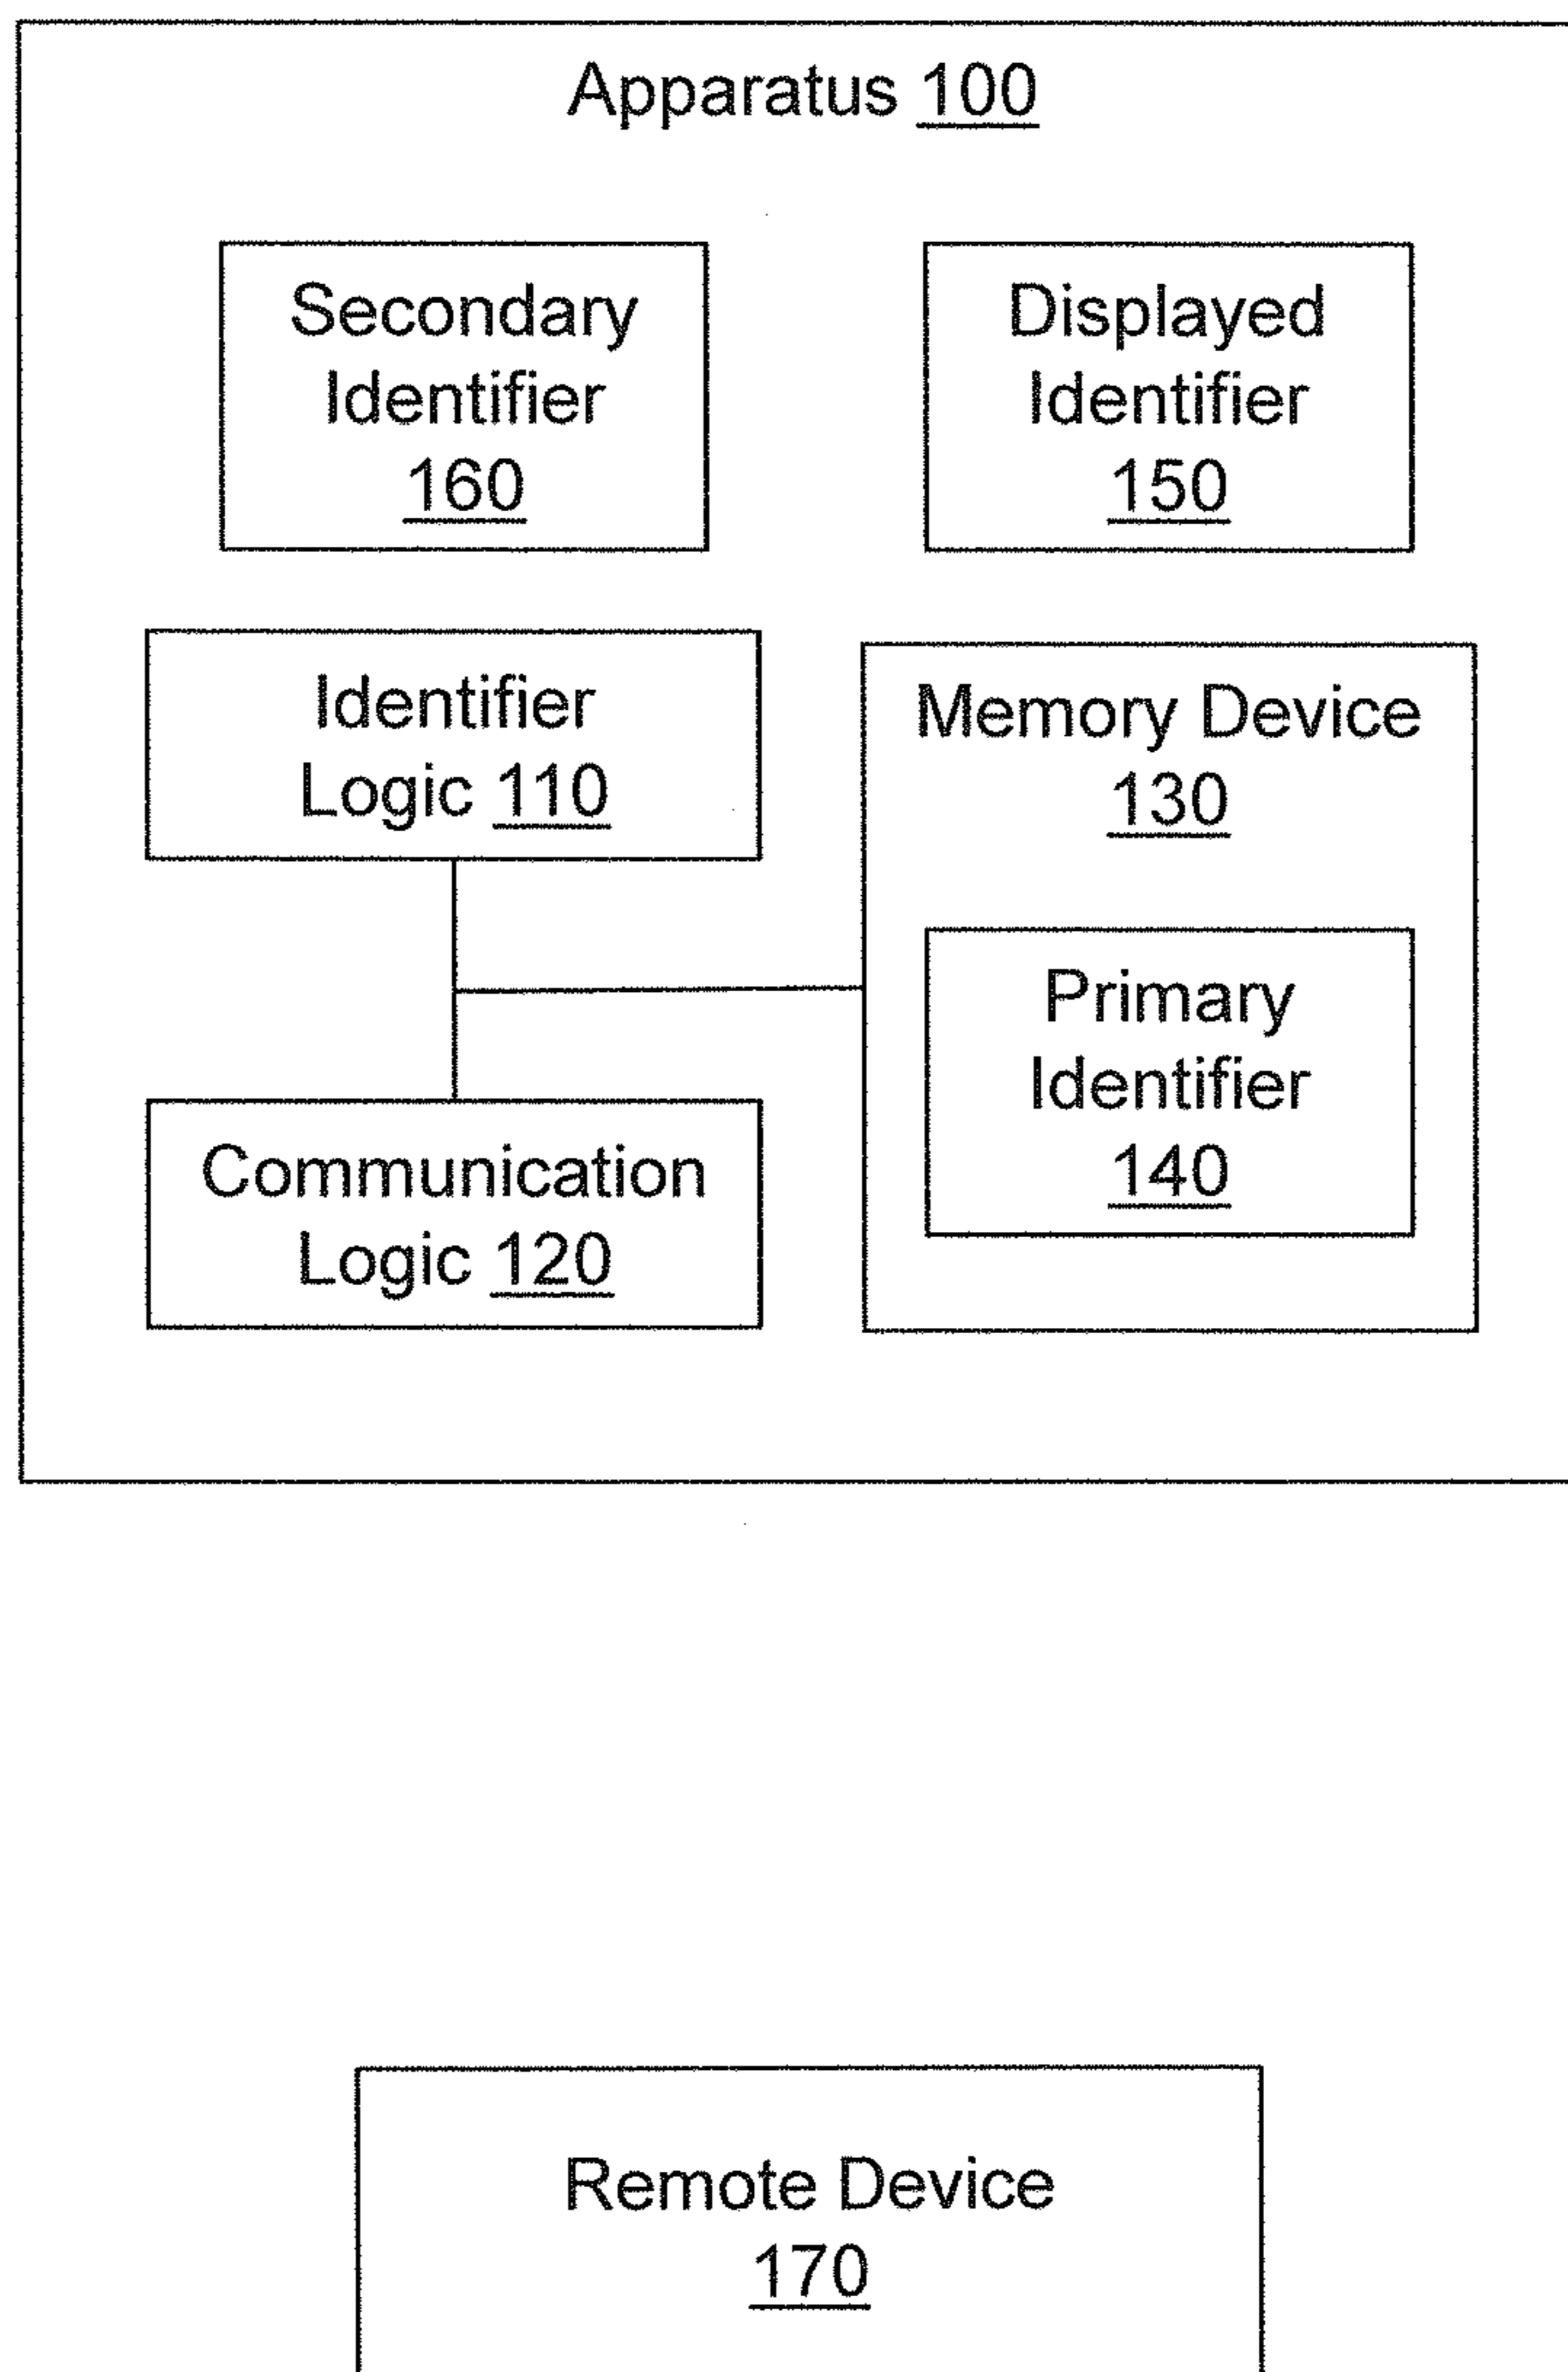 Apparatus 100
Secondary
Identifier
160
Displayed
Identifier
150
Identifier
Logic 110
Memory Device
130
Primary
Identifier
140
Communication
Logic 120
Remote Device
170